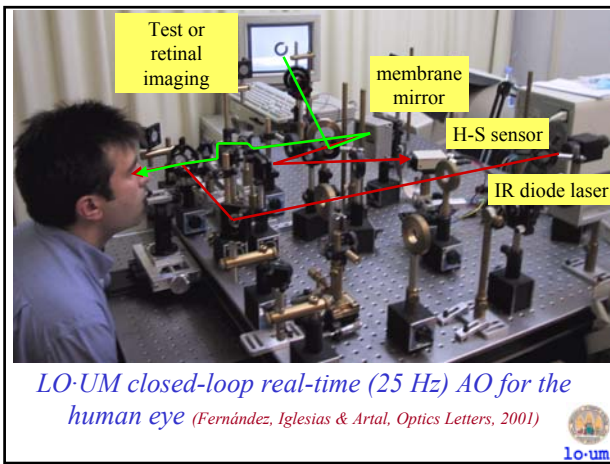 Test or
retinal
imaging
membrane
mirror
H-S sensor
IR diode laser
LO·UM closed-loop real-time (25 Hz) AO for the
human eye (Fernández, Iglesias & Artal, Optics Letters, 2001)
lo·um